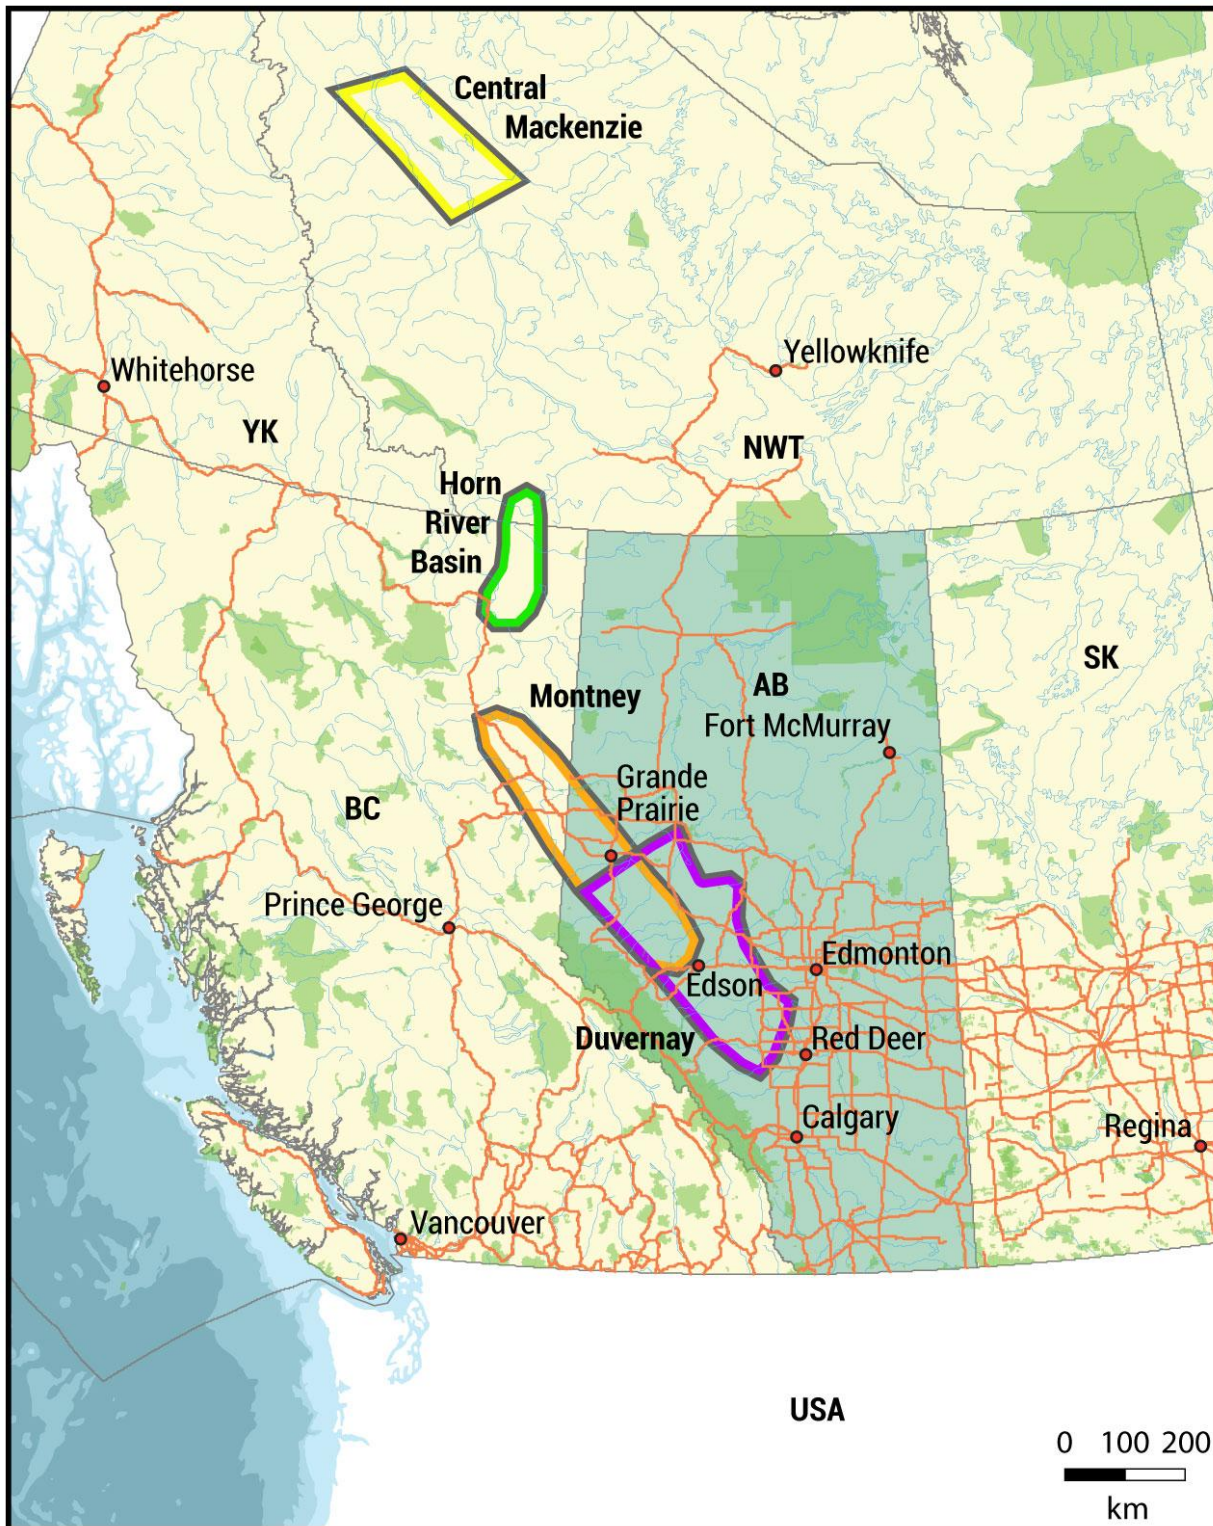 Central
Mackenzie
Yellowknife
Whitehorse
YK
NWT
Horn
River
Basin
SK
Montney
AB
Fort McMurray
Grande
Prairie
BC
Prince George
Edmonton
Edson
Duvernay
Red Deer
Calgary
Regina
Vancouver
USA
0 100 200
km